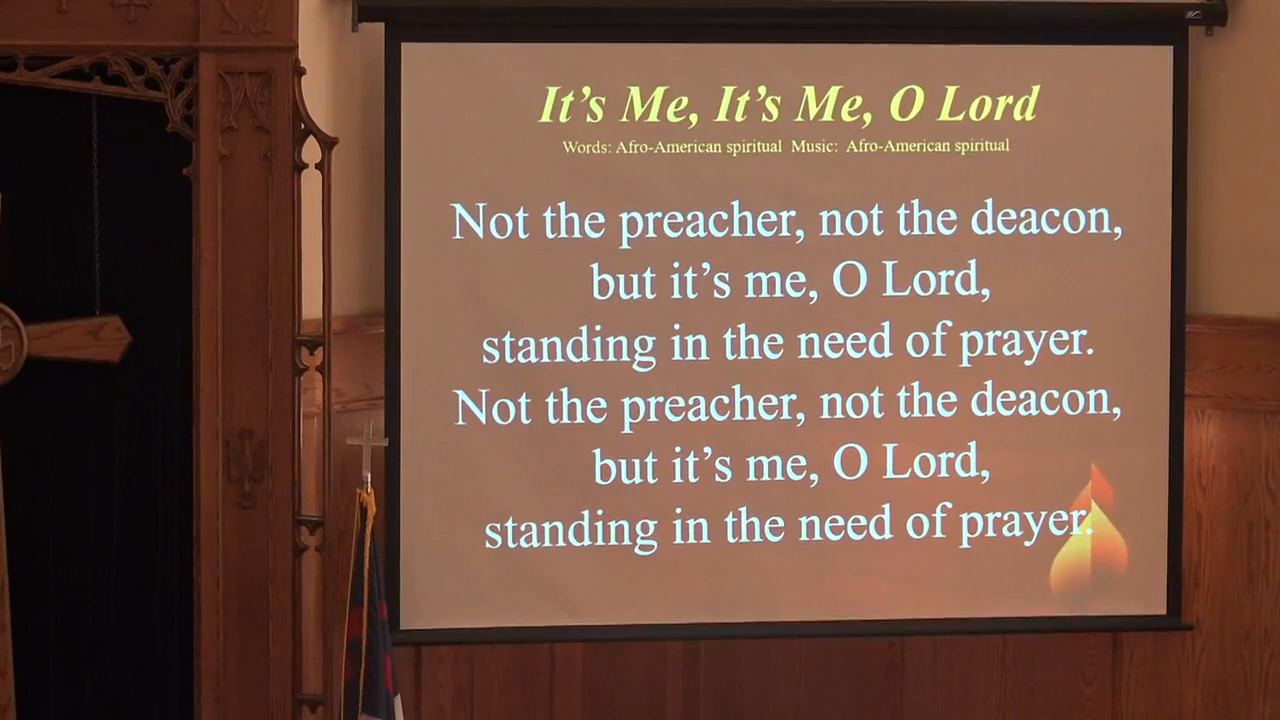 It's Me, It's Me, O Lord
Words: Afro-American spiritual Music: Afro-American spiritual
Not the preacher, not the deacon,
but it's me, O Lord,
standing in the need of prayer.
Not the preacher, not the deacon,
but it's me, O Lord,
standing in the need of prayer.